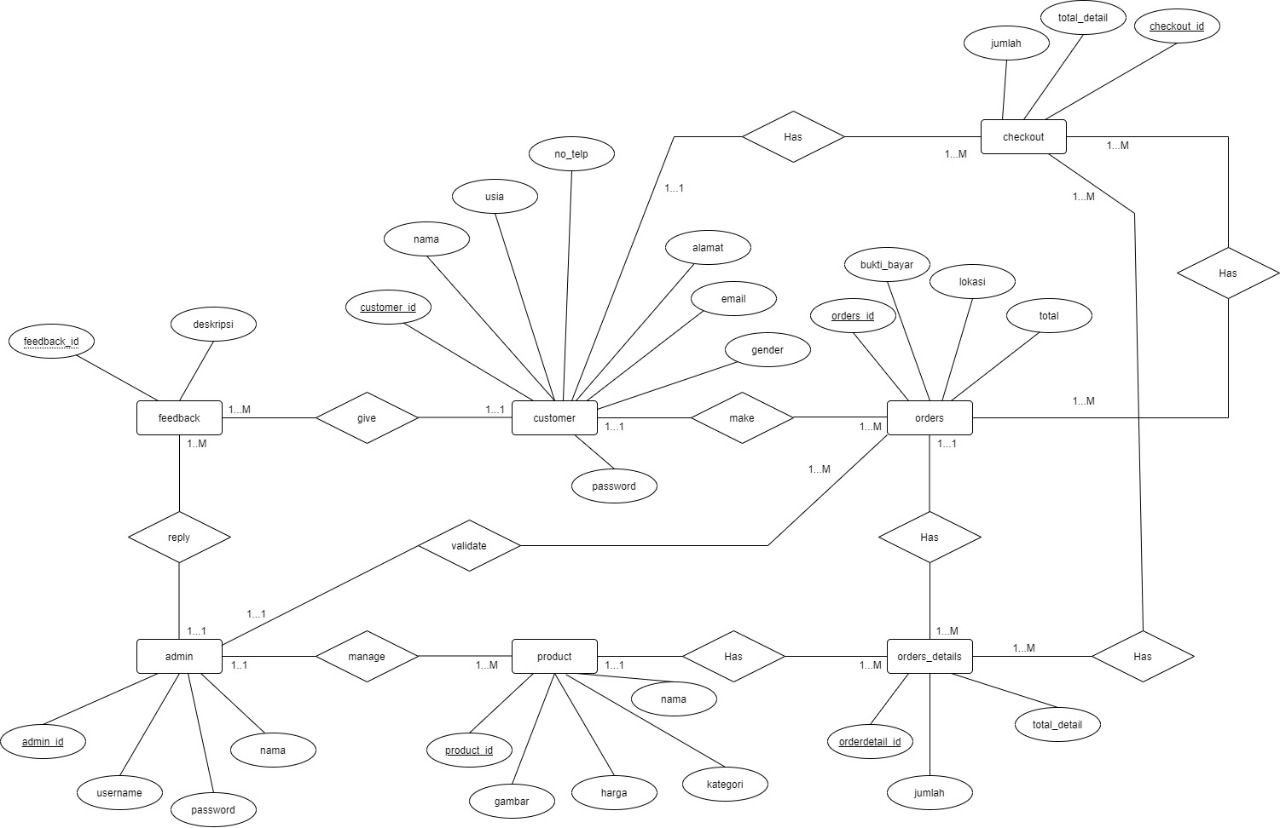 total_detail
checkout_id
jumlah
checkout
Has
1...M
1...M
no_telp
usia
1...1
1...M
nama
alamat
bukti_bayar
lokasi
Has
customer_id
email
orders_id
total
deskripsi
feedback_id
gender
1...M
feedback
1...M
give
1...1
customer
1...1
make
1...M
orders
1..M
1...1
1...M
password
reply
validate
Has
1...1
1...1
1...M
1...M
admin
1..1
manage
1...M
product
1...1
Has
1...M
orders_details
Has
nama
admin_id
nama
product_id
orderdetail_id
total_detail
username
password
gambar
harga
kategori
jumlah